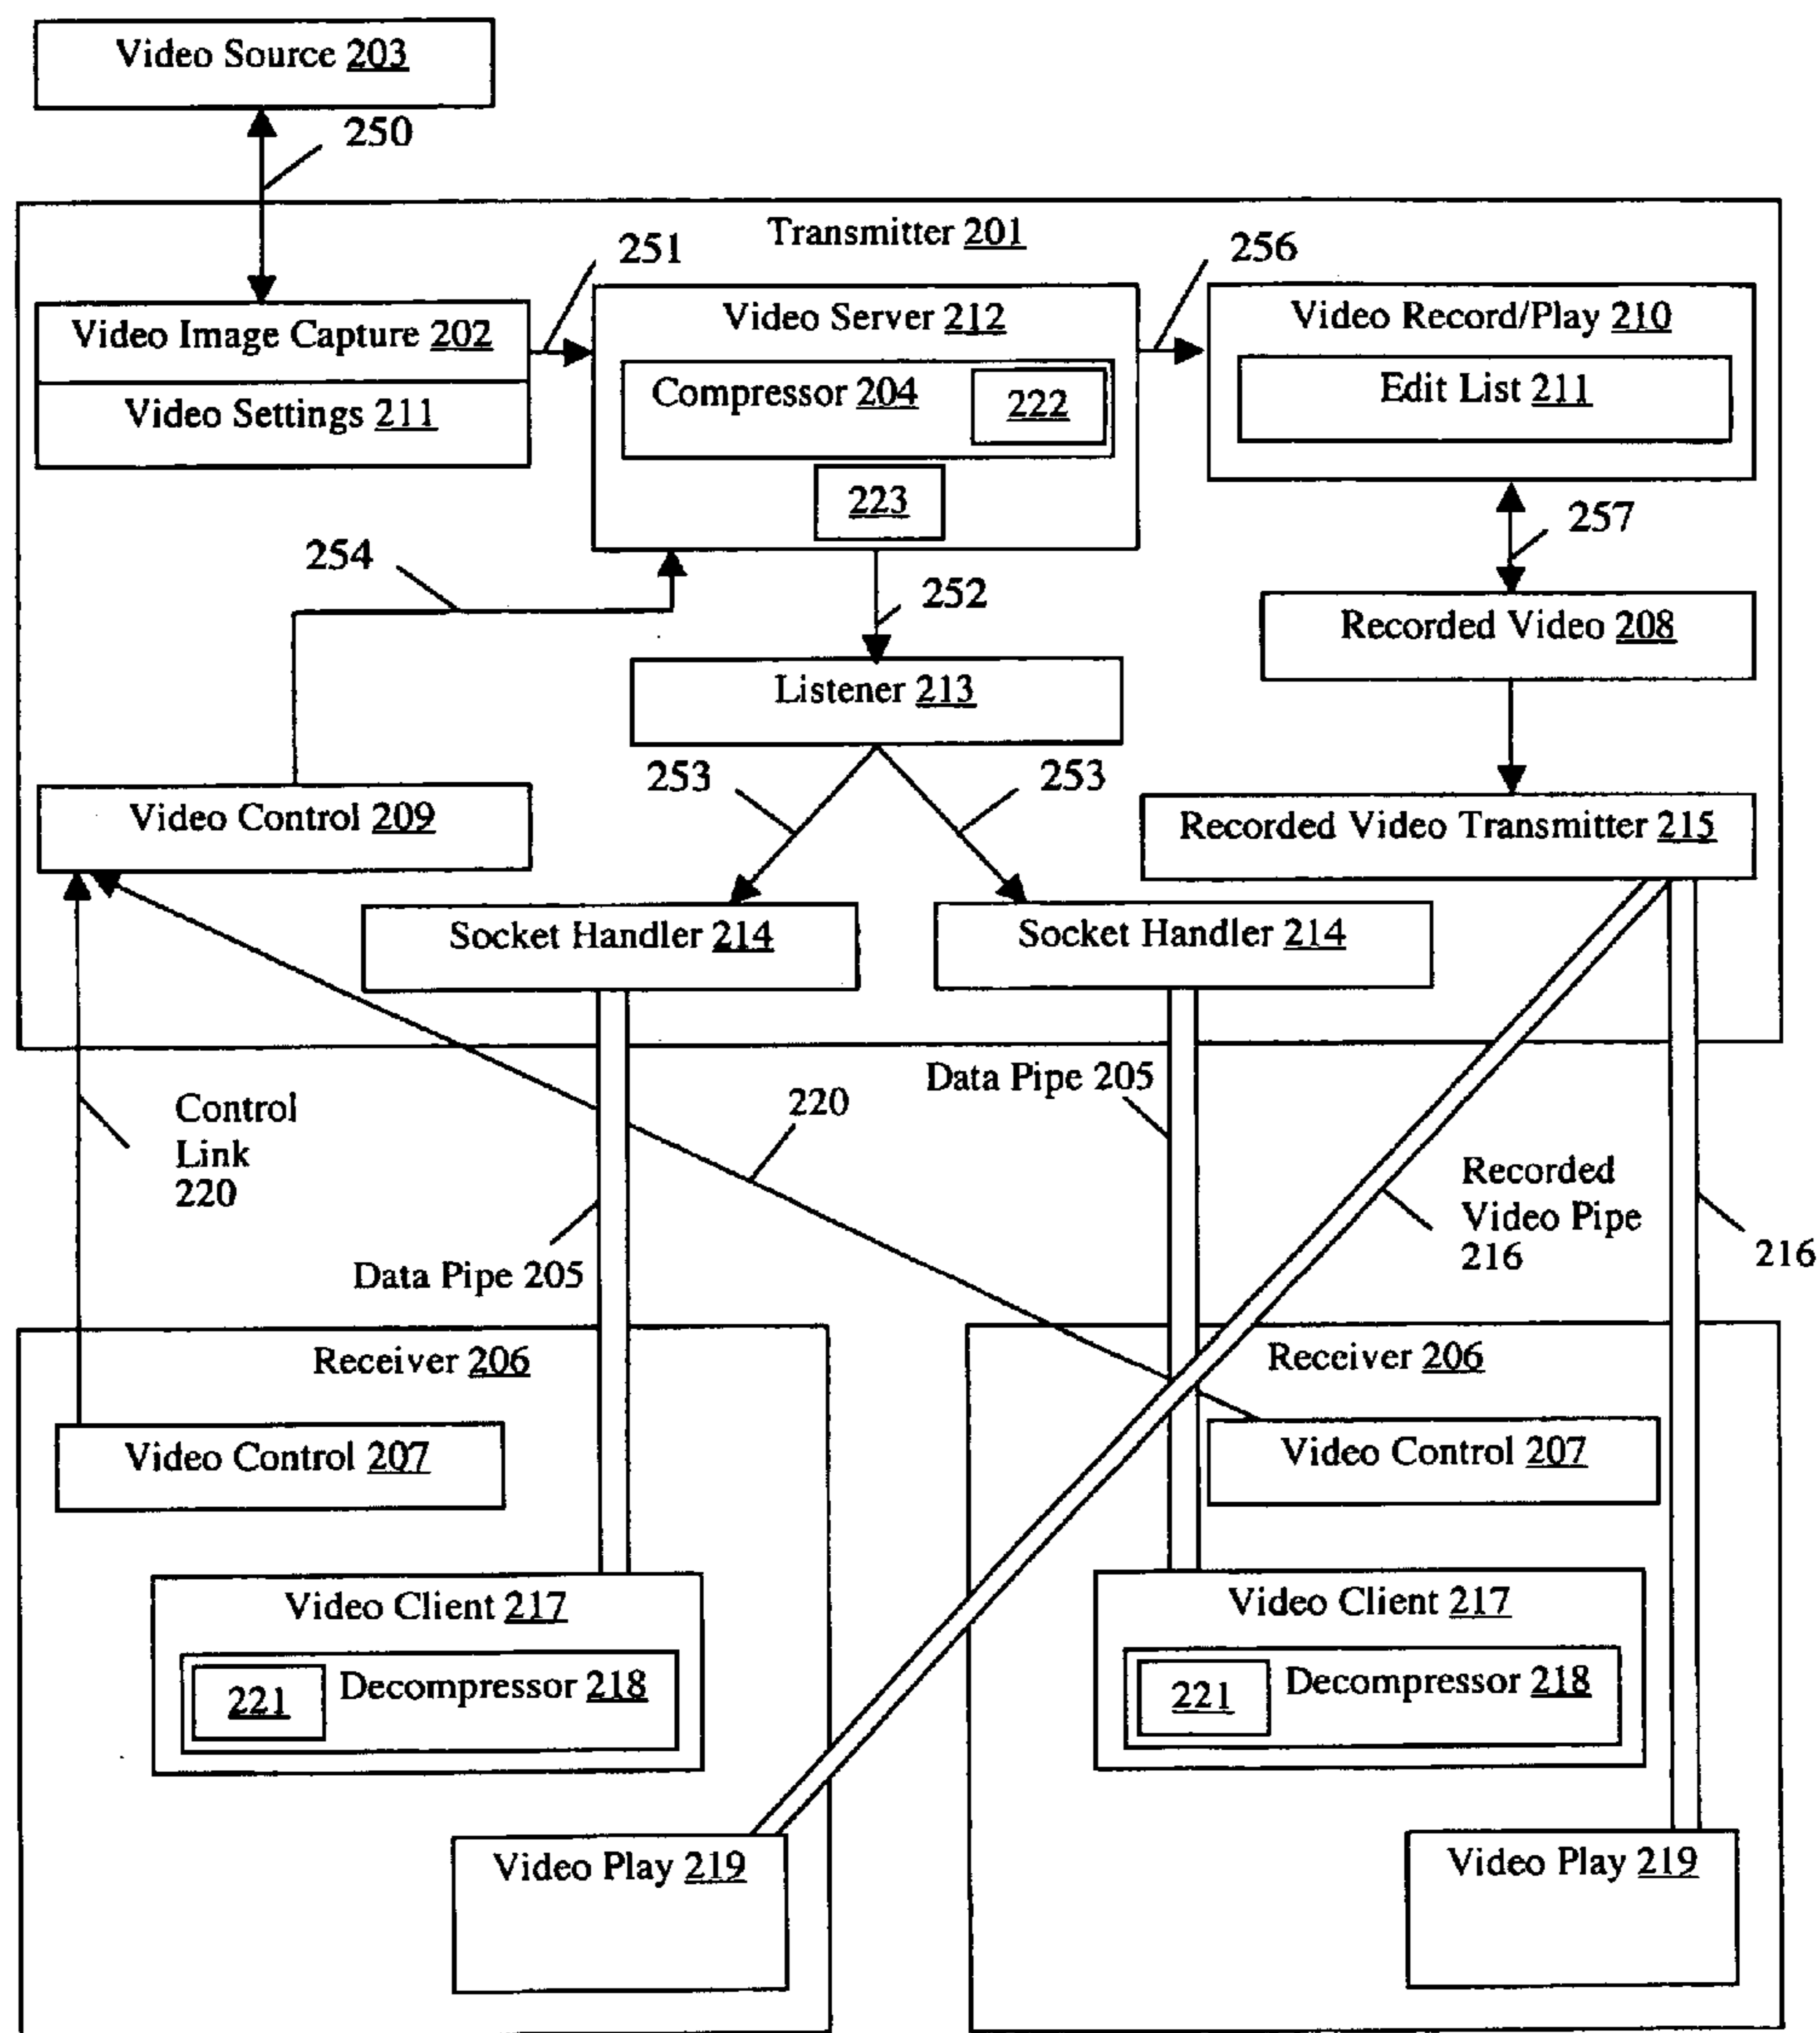 Video Source 203
250
Transmitter 201
251
256
Video Image Capture 202
Video Settings 211
Video Server 212
Compressor 204
222
223
Video Record/Play 210
Edit List 211
257
254
252
Recorded Video 208
Listener 213
253
253
Video Control 209
Recorded Video Transmitter 215
Socket Handler 214
Socket Handler 214
Control
Link
220
Data Pipe 205
220
Data Pipe 205
Recorded
Video Pipe
216
216
Receiver 206
Video Control 207
Video Client 217
221
Decompressor 218
Video Play 219
Receiver 206
Video Control 207
Video Client 217
221
Decompressor 218
Video Play 219